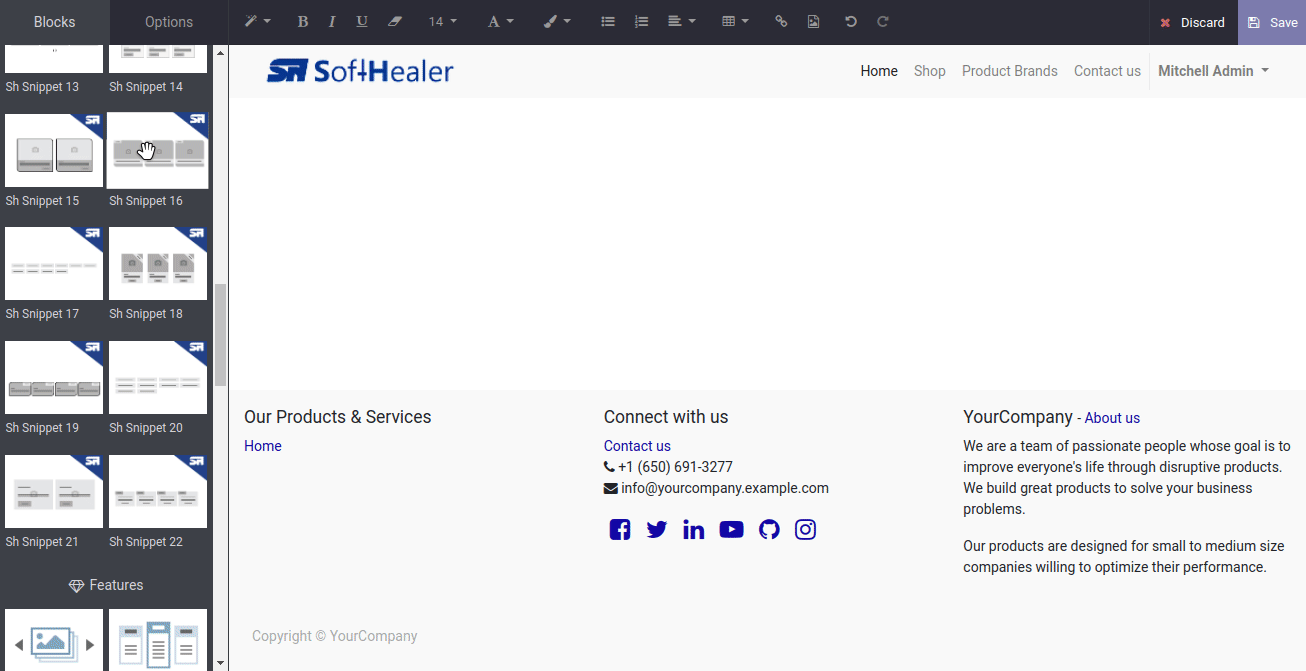 Blocks
Options
B I U 14 A
Discard
Save
Sh Snippet 13
Sh Snippet 14
Sh Snippet 15
Sh Snippet 16
Sh Snippet 17
Sh Snippet 18
Sh Snippet 19
Sh Snippet 20
Sh Snippet 21
Sh Snippet 22
Features
SoftHealer
Home
Shop
Product Brands
Contact us
Mitchell Admin
Our Products & Services
Home
Connect with us
Contact us
+1 (650) 691-3277
info@yourcompany.example.com
YourCompany - About us
We are a team of passionate people whose goal is to
improve everyone's life through disruptive products.
We build great products to solve your business
problems.
Our products are designed for small to medium size
companies willing to optimize their performance.
Copyright © YourCompany